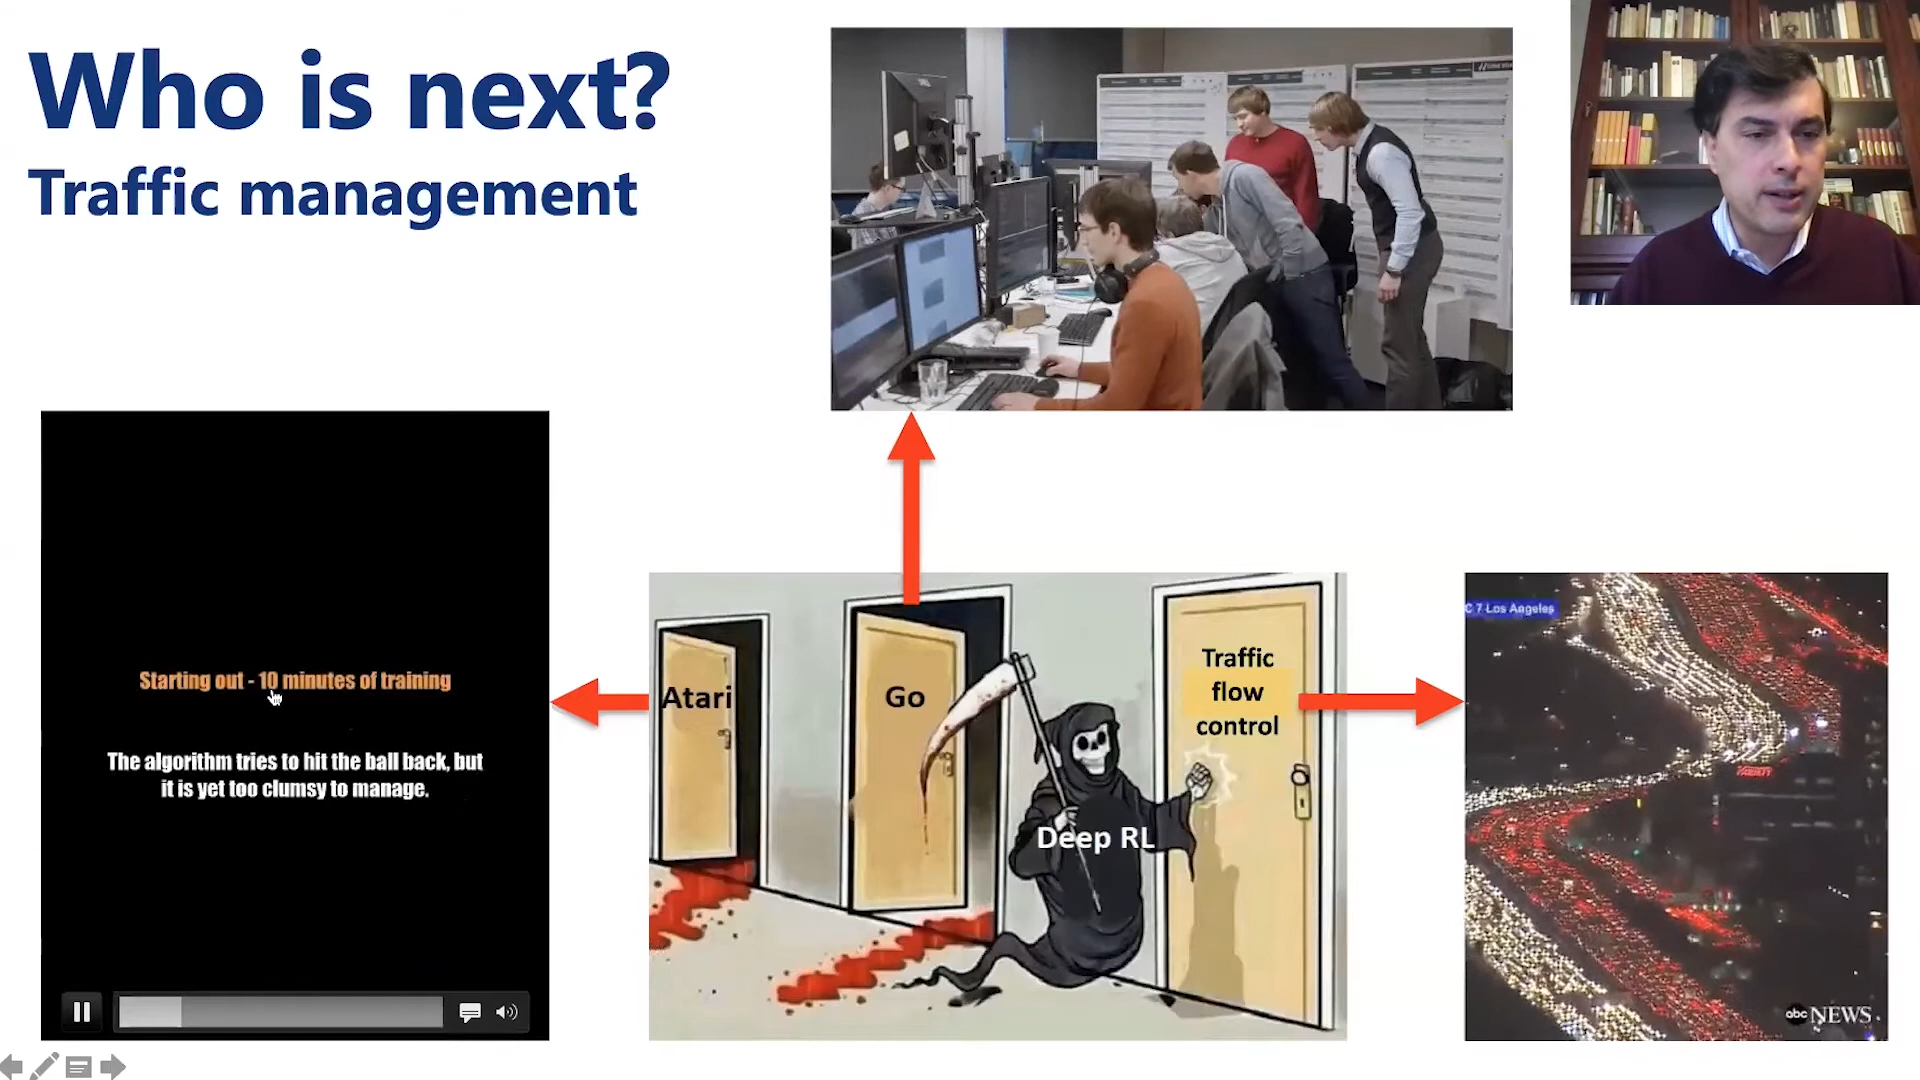 Who is next?
Traffic management
Starting out - 10 minutes of training
The algorithm tries to hit the ball back, but
it is yet too clumsy to manage.
Atari
Go
Deep RL
Traffic
flow
control
C 7 Los Angeles
abc NEWS